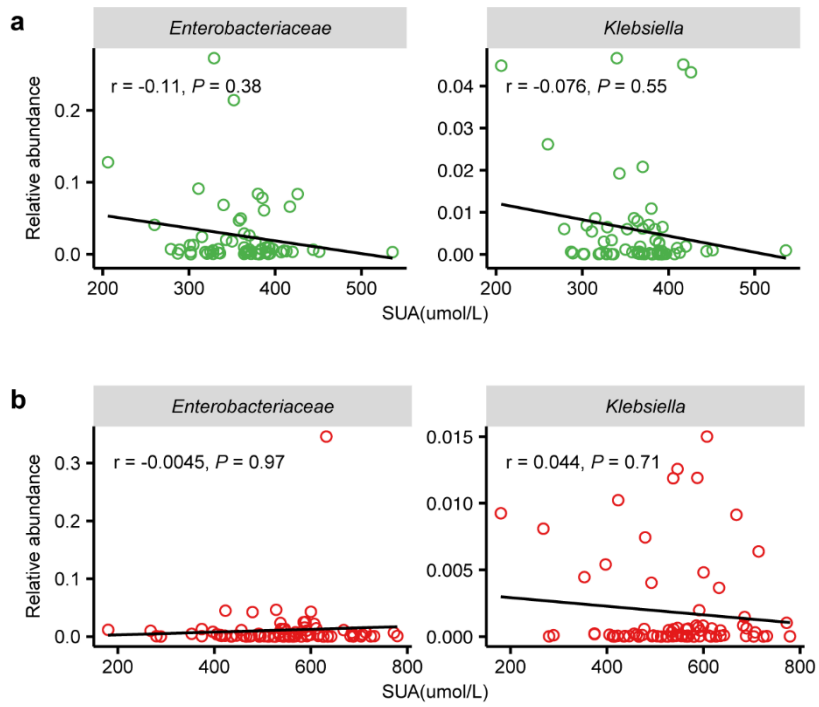 a
Enterobacteriaceae
Klebsiella
r = -0.11, P = 0.38
r = -0.076, P = 0.55
Relative abundance
0.2
0.1
0.0
0.04
0.03
0.02
0.01
0.00
200 300 400 500
200 300 400 500
SUA(umol/L)
b
Enterobacteriaceae
Klebsiella
r = -0.0045, P = 0.97
r = 0.044, P = 0.71
Relative abundance
0.3
0.2
0.1
0.0
0.015
0.010
0.005
0.000
200 400 600 800
200 400 600 800
SUA(umol/L)